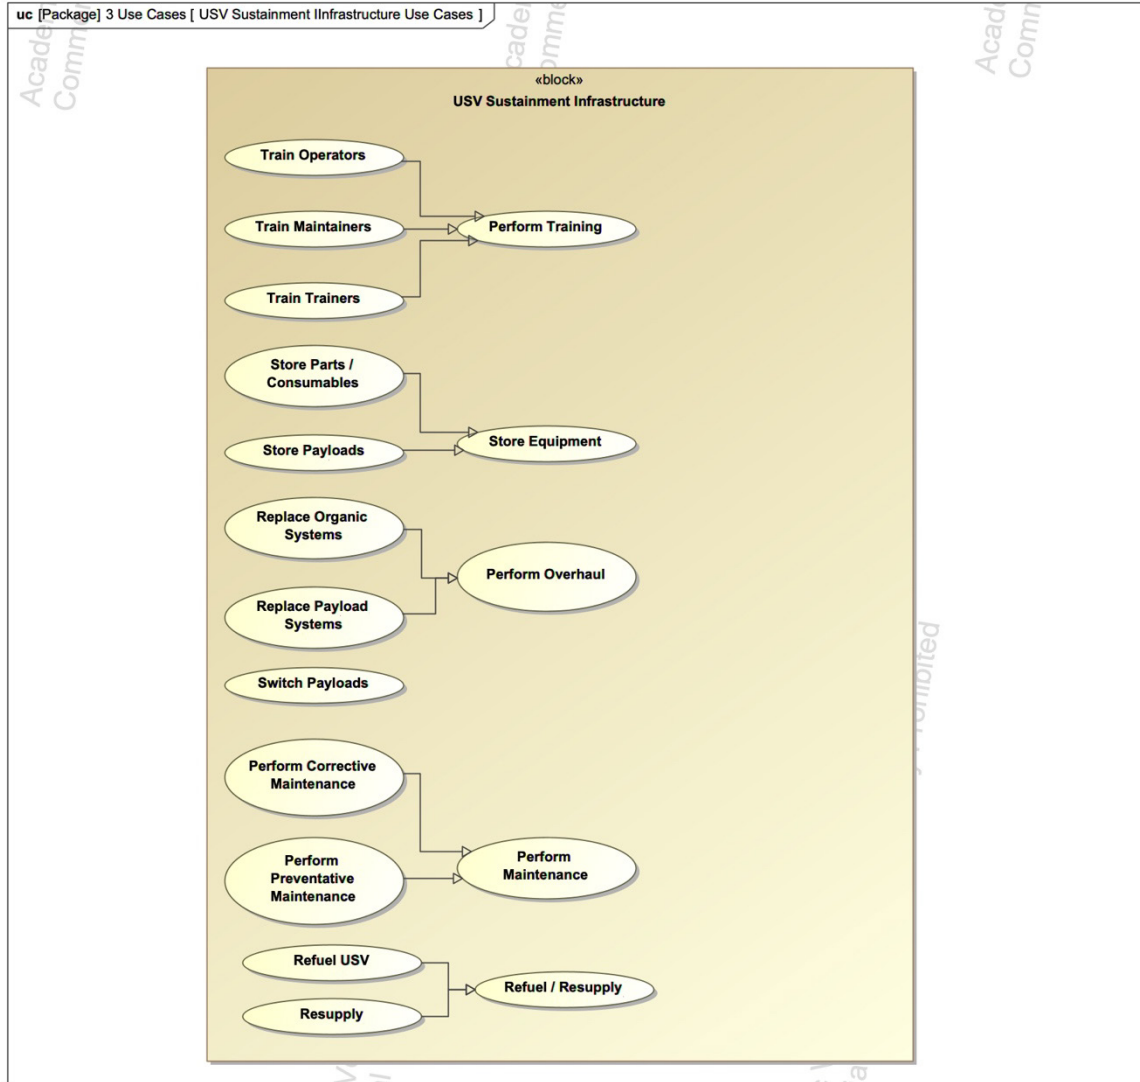 uc [Package] 3 Use Cases [ USV Sustainment IInfrastructure Use Cases ]
«block»
USV Sustainment Infrastructure
Train Operators
Train Maintainers
Perform Training
Train Trainers
Store Parts /
Consumables
Store Equipment
Store Payloads
Replace Organic
Systems
Perform Overhaul
Replace Payload
Systems
Switch Payloads
Perform Corrective
Maintenance
Perform
Preventative
Maintenance
Perform
Maintenance
Refuel USV
Refuel / Resupply
Resupply